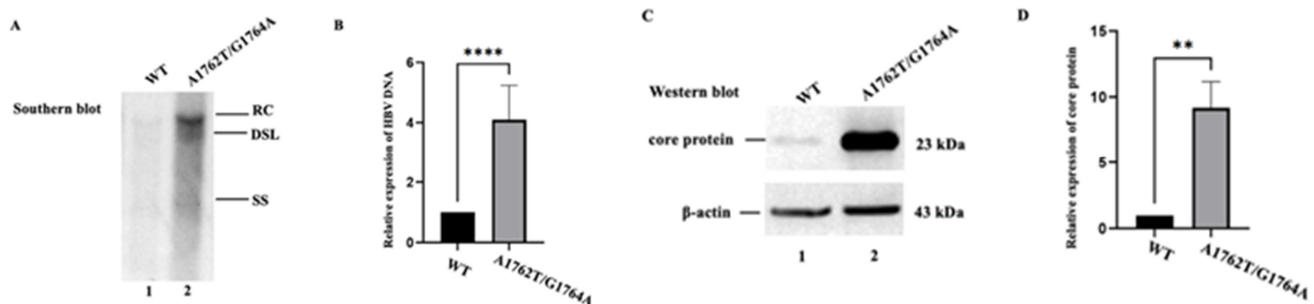 A
WT
A1762T/G1764A
Southern blot
RC
DSL
SS
1 2
B
Relative expression of HBV DNA
6
4
2
0
****
WT
A1762T/G1764A
C
WT
A1762T/G1764A
Western blot
core protein
23 kDa
β-actin
43 kDa
1 2
D
Relative expression of core protein
15
10
5
0
**
WT
A1762T/G1764A